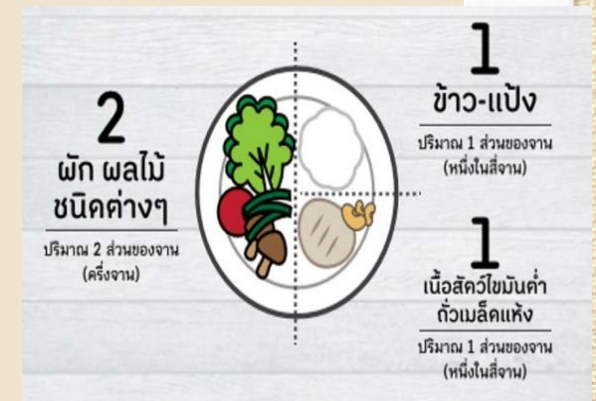 2
ผัก ผลไม้
ชนิดต่างๆ
ปริมาณ 2 ส่วนของจาน
(ครึ่งจาน)
1
ข้าว-แป้ง
ปริมาณ 1 ส่วนของจาน
(หนึ่งในสี่จาน)
1
เนื้อสัตว์ไขมันต่ำ
ถั่วเมล็ดแห้ง
ปริมาณ 1 ส่วนของจาน
(หนึ่งในสี่จาน)